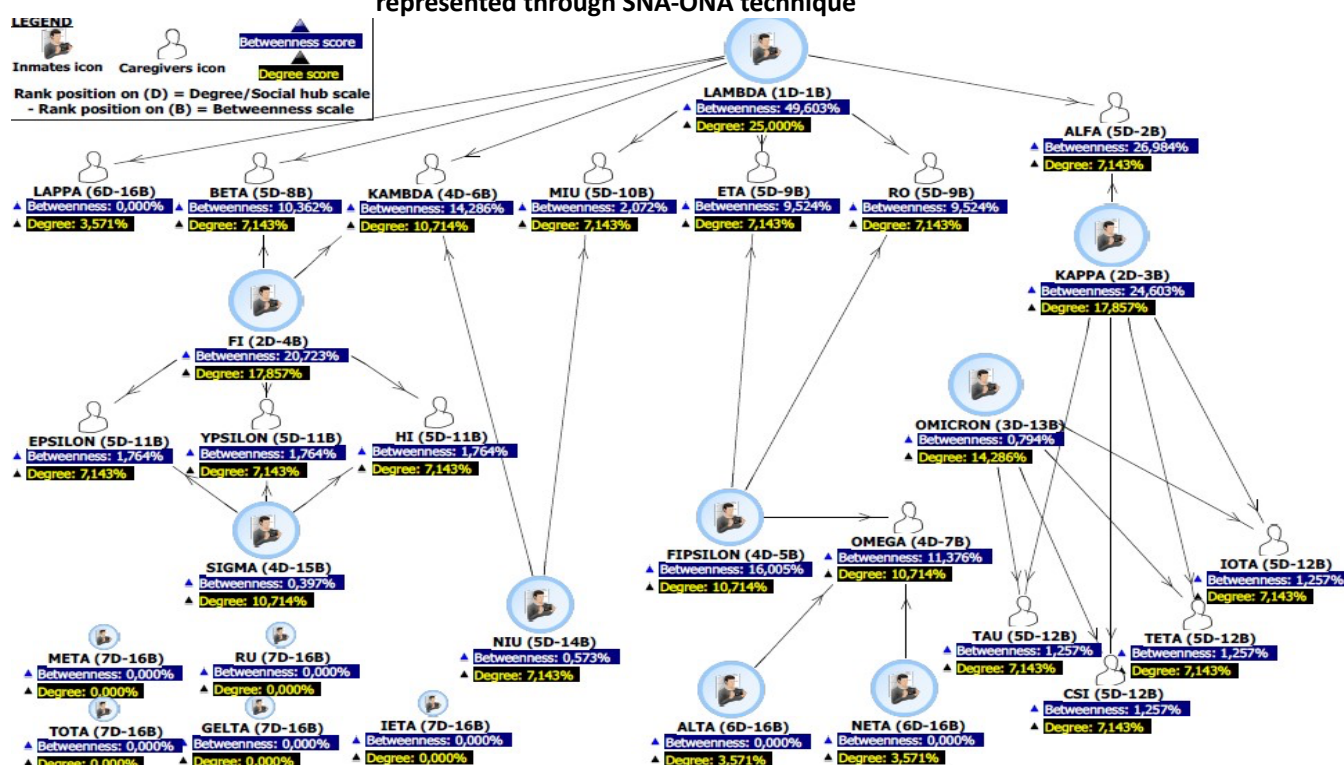 represented through SNA-ONA technique
LEGEND
Inmates icon
Caregivers icon
Betweenness score
Degree score
Rank position on (D) = Degree/Social hub scale
- Rank position on (B) = Betweenness scale
LAMBDA (1D-1B)
Betweenness: 49,603%
Degree: 25,000%
ALFA (5D-2B)
Betweenness: 26,984%
Degree: 7,143%
LAPPA (6D-16B)
Betweenness: 0,000%
Degree: 3,571%
BETA (5D-8B)
Betweenness: 10,362%
Degree: 7,143%
KAMBDA (4D-6B)
Betweenness: 14,286%
Degree: 10,714%
MIU (5D-10B)
Betweenness: 2,072%
Degree: 7,143%
ETA (5D-9B)
Betweenness: 9,524%
Degree: 7,143%
RO (5D-9B)
Betweenness: 9,524%
Degree: 7,143%
KAPPA (2D-3B)
Betweenness: 24,603%
Degree: 17,857%
FI (2D-4B)
Betweenness: 20,723%
Degree: 17,857%
EPSILON (5D-11B)
Betweenness: 1,764%
Degree: 7,143%
YPSILON (5D-11B)
Betweenness: 1,764%
Degree: 7,143%
HI (5D-11B)
Betweenness: 1,764%
Degree: 7,143%
OMICRON (3D-13B)
Betweenness: 0,794%
Degree: 14,286%
SIGMA (4D-15B)
Betweenness: 0,397%
Degree: 10,714%
FIPSILON (4D-5B)
Betweenness: 16,005%
Degree: 10,714%
OMEGA (4D-7B)
Betweenness: 11,376%
Degree: 10,714%
IOTA (5D-12B)
Betweenness: 1,257%
Degree: 7,143%
NIU (5D-14B)
Betweenness: 0,573%
Degree: 7,143%
TAU (5D-12B)
Betweenness: 1,257%
Degree: 7,143%
TETA (5D-12B)
Betweenness: 1,257%
Degree: 7,143%
CSI (5D-12B)
Betweenness: 1,257%
Degree: 7,143%
META (7D-16B)
Betweenness: 0,000%
Degree: 0,000%
RU (7D-16B)
Betweenness: 0,000%
Degree: 0,000%
TOTA (7D-16B)
Betweenness: 0,000%
Degree: 0,000%
GELTA (7D-16B)
Betweenness: 0,000%
Degree: 0,000%
IETA (7D-16B)
Betweenness: 0,000%
Degree: 0,000%
ALTA (6D-16B)
Betweenness: 0,000%
Degree: 3,571%
NETA (6D-16B)
Betweenness: 0,000%
Degree: 3,571%